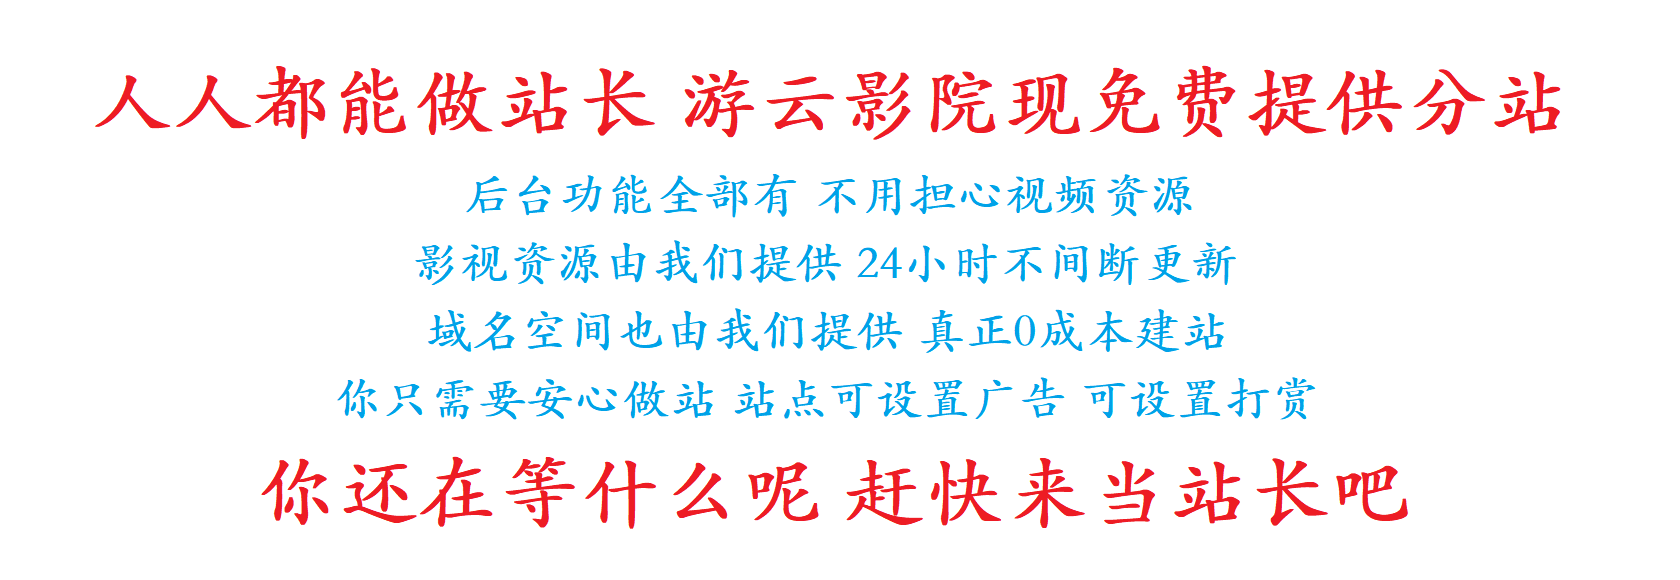 人人都能做站长 游云影院现免费提供分站
后台功能全部有 不用担心视频资源
影视资源由我们提供 24小时不间断更新
域名空间也由我们提供 真正0成本建站
你只需要安心做站 站点可设置广告 可设置打赏
你还在等什么呢 赶快来当站长吧